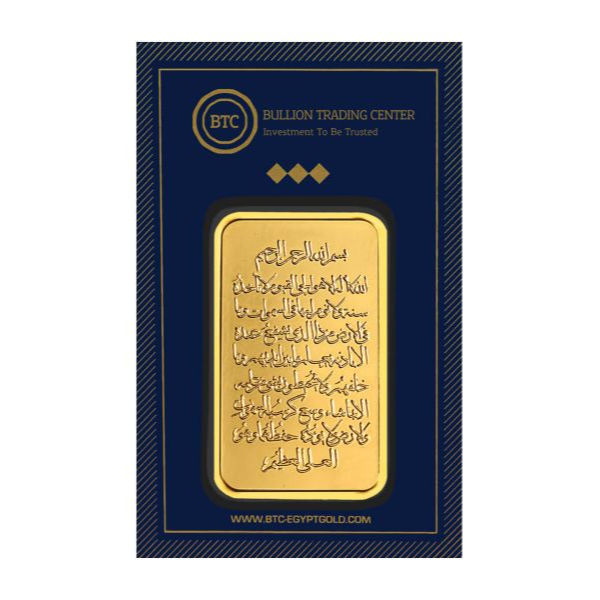 BTC
BULLION TRADING CENTER
Investment To Be Trusted
بسم الله الرحمن الرحيم
الله لا إله إلا هو الحي القيوم لا تأخذه
سنة ولا نوم له ما في السموات وما
في الأرض من ذا الذي يشفع عنده
إلا بإذنه يعلم ما بين أيديهم وما
خلفهم ولا يحيطون بشيء من علمه
إلا بما شاء وسع كرسيه السموات
والأرض ولا يؤده حفظهما وهو
العلي العظيم
WWW.BTC-EGYPTGOLD.COM